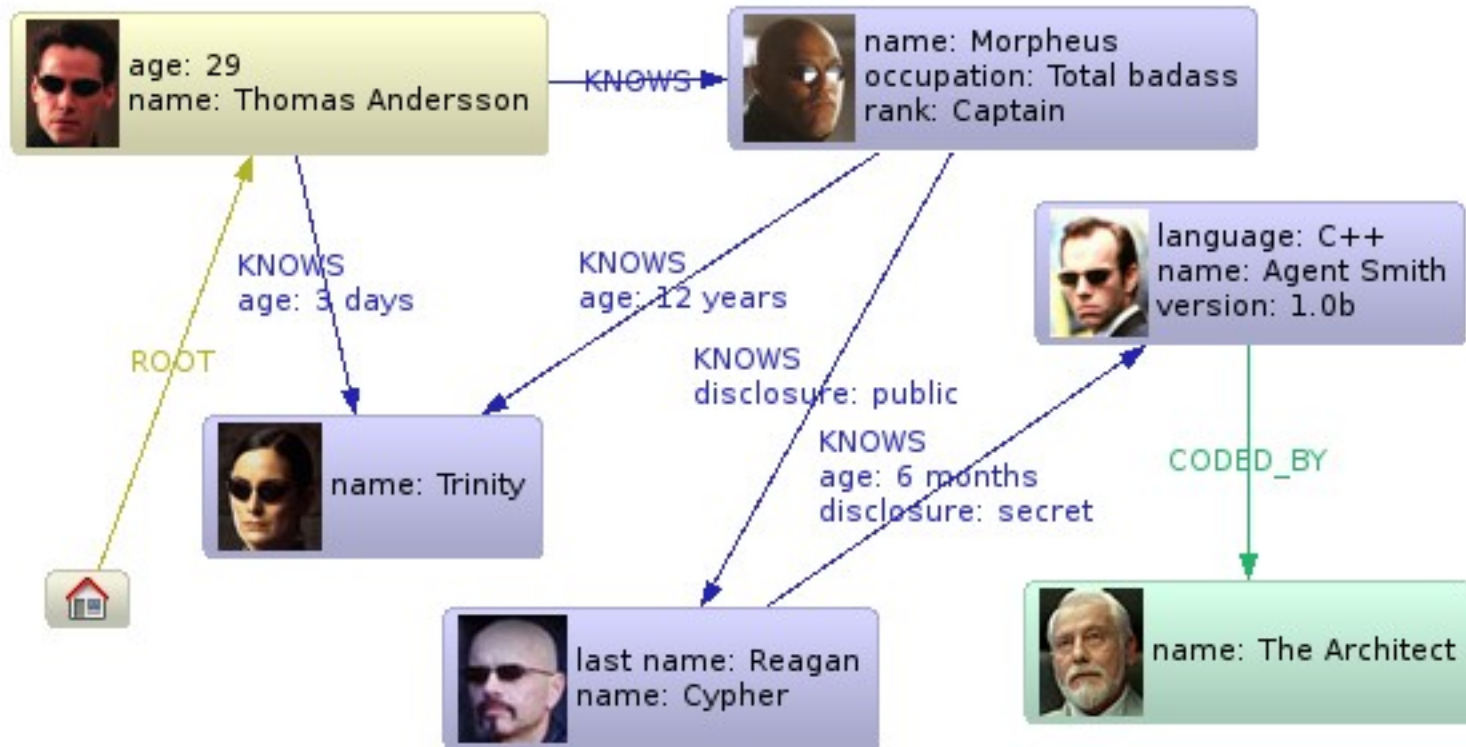 age: 29
name: Thomas Andersson
KNOWS
name: Morpheus
occupation: Total badass
rank: Captain
language: C++
name: Agent Smith
version: 1.0b
KNOWS
age: 3 days
KNOWS
age: 12 years
ROOT
KNOWS
disclosure: public
KNOWS
age: 6 months
disclosure: secret
CODED_BY
name: Trinity
last name: Reagan
name: Cypher
name: The Architect